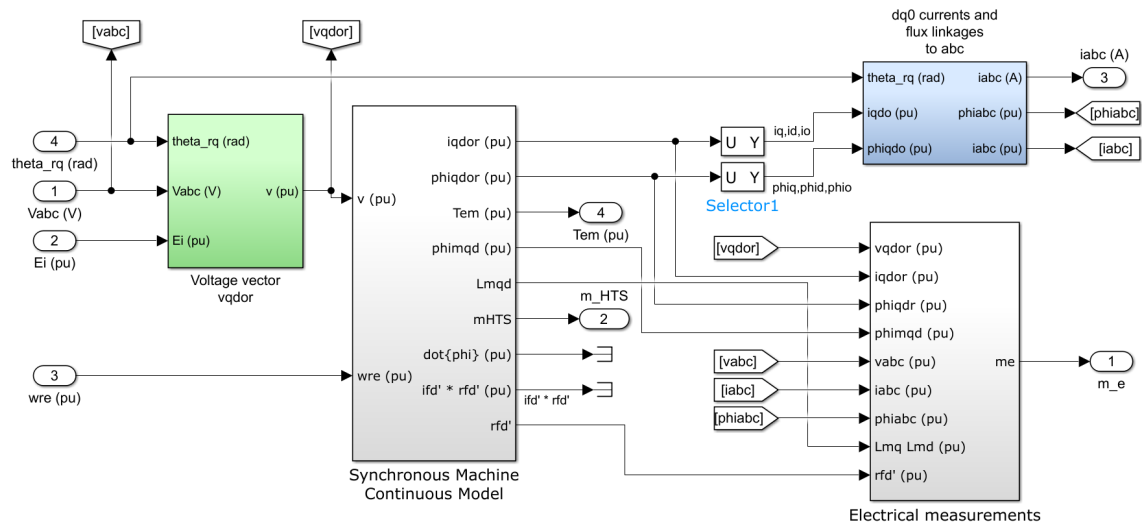 [vabc]
[vqdor]
4
theta_rq (rad)
1
Vabc (V)
2
Ei (pu)
3
wre (pu)
theta_rq (rad)
Vabc (V)
Ei (pu)
v (pu)
Voltage vector
vqdor
v (pu)
wre (pu)
iqdor (pu)
phiqdor (pu)
Tem (pu)
phimqd (pu)
Lmqd
mHTS
dot{phi} (pu)
ifd' * rfd' (pu)
rfd'
Synchronous Machine
Continuous Model
4
Tem (pu)
m_HTS
2
ifd' * rfd'
U Y
iq,id,io
U Y
phiq,phid,phio
Selector1
dq0 currents and
flux linkages
to abc
theta_rq (rad)
iqdo (pu)
phiqdo (pu)
iabc (A)
phiabc (pu)
iabc (pu)
iabc (A)
3
[phiabc]
[iabc]
[vqdor]
[vabc]
[iabc]
[phiabc]
vqdor (pu)
iqdor (pu)
phiqdr (pu)
phimqd (pu)
vabc (pu)
iabc (pu)
phiabc (pu)
Lmq Lmd (pu)
rfd' (pu)
me
Electrical measurements
1
m_e